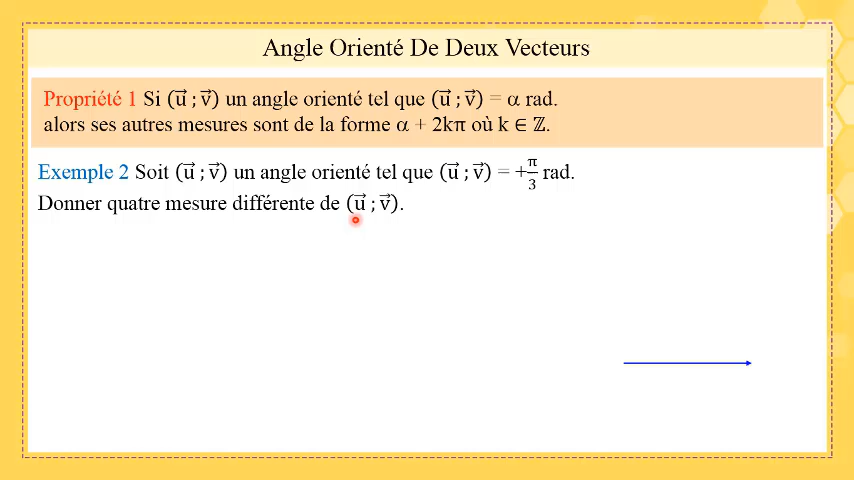 Angle Orienté De Deux Vecteurs
Propriété 1 Si (u⃗ ; v⃗) un angle orienté tel que (u⃗ ; v⃗) = α rad.
alors ses autres mesures sont de la forme α + 2kπ où k ∈ ℤ.
Exemple 2 Soit (u⃗ ; v⃗) un angle orienté tel que (u⃗ ; v⃗) = +π/3 rad.
Donner quatre mesure différente de (u⃗ ; v⃗).